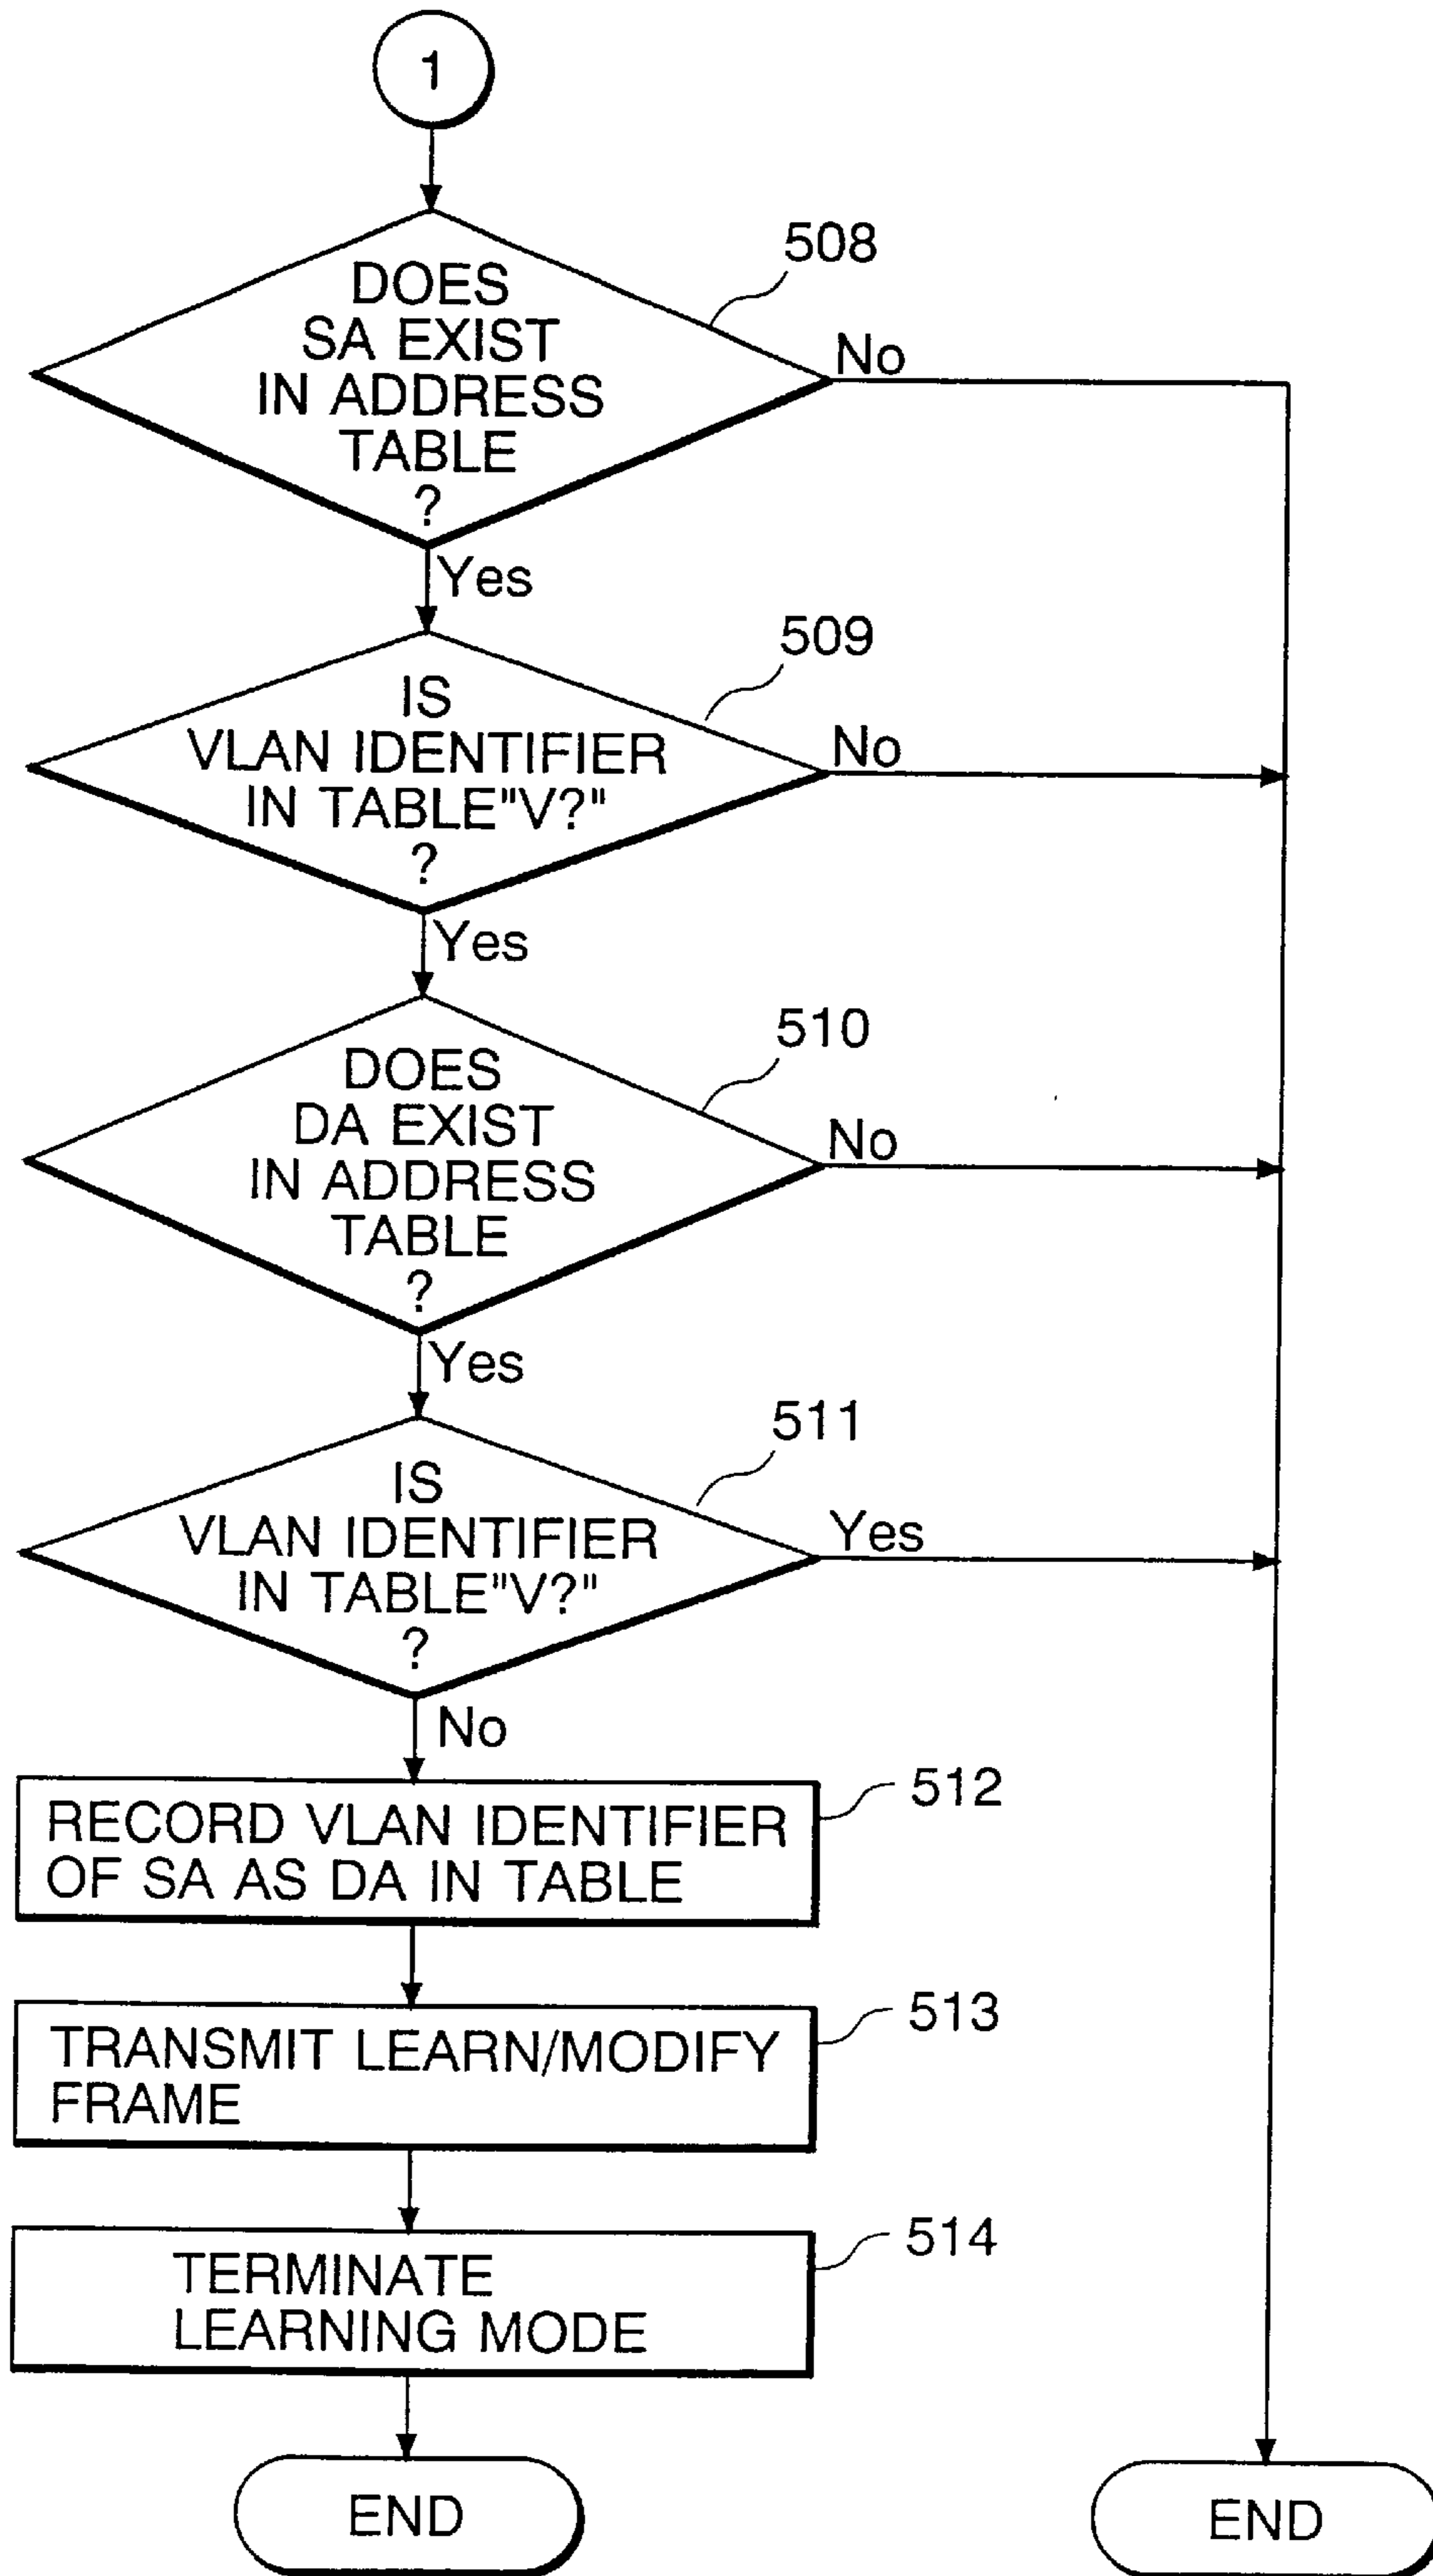 1
508
DOES
SA EXIST
IN ADDRESS
TABLE
?
No
Yes
509
IS
VLAN IDENTIFIER
IN TABLE"V?"
?
No
Yes
510
DOES
DA EXIST
IN ADDRESS
TABLE
?
No
Yes
511
IS
VLAN IDENTIFIER
IN TABLE"V?"
?
Yes
No
512
RECORD VLAN IDENTIFIER
OF SA AS DA IN TABLE
513
TRANSMIT LEARN/MODIFY
FRAME
514
TERMINATE
LEARNING MODE
END
END